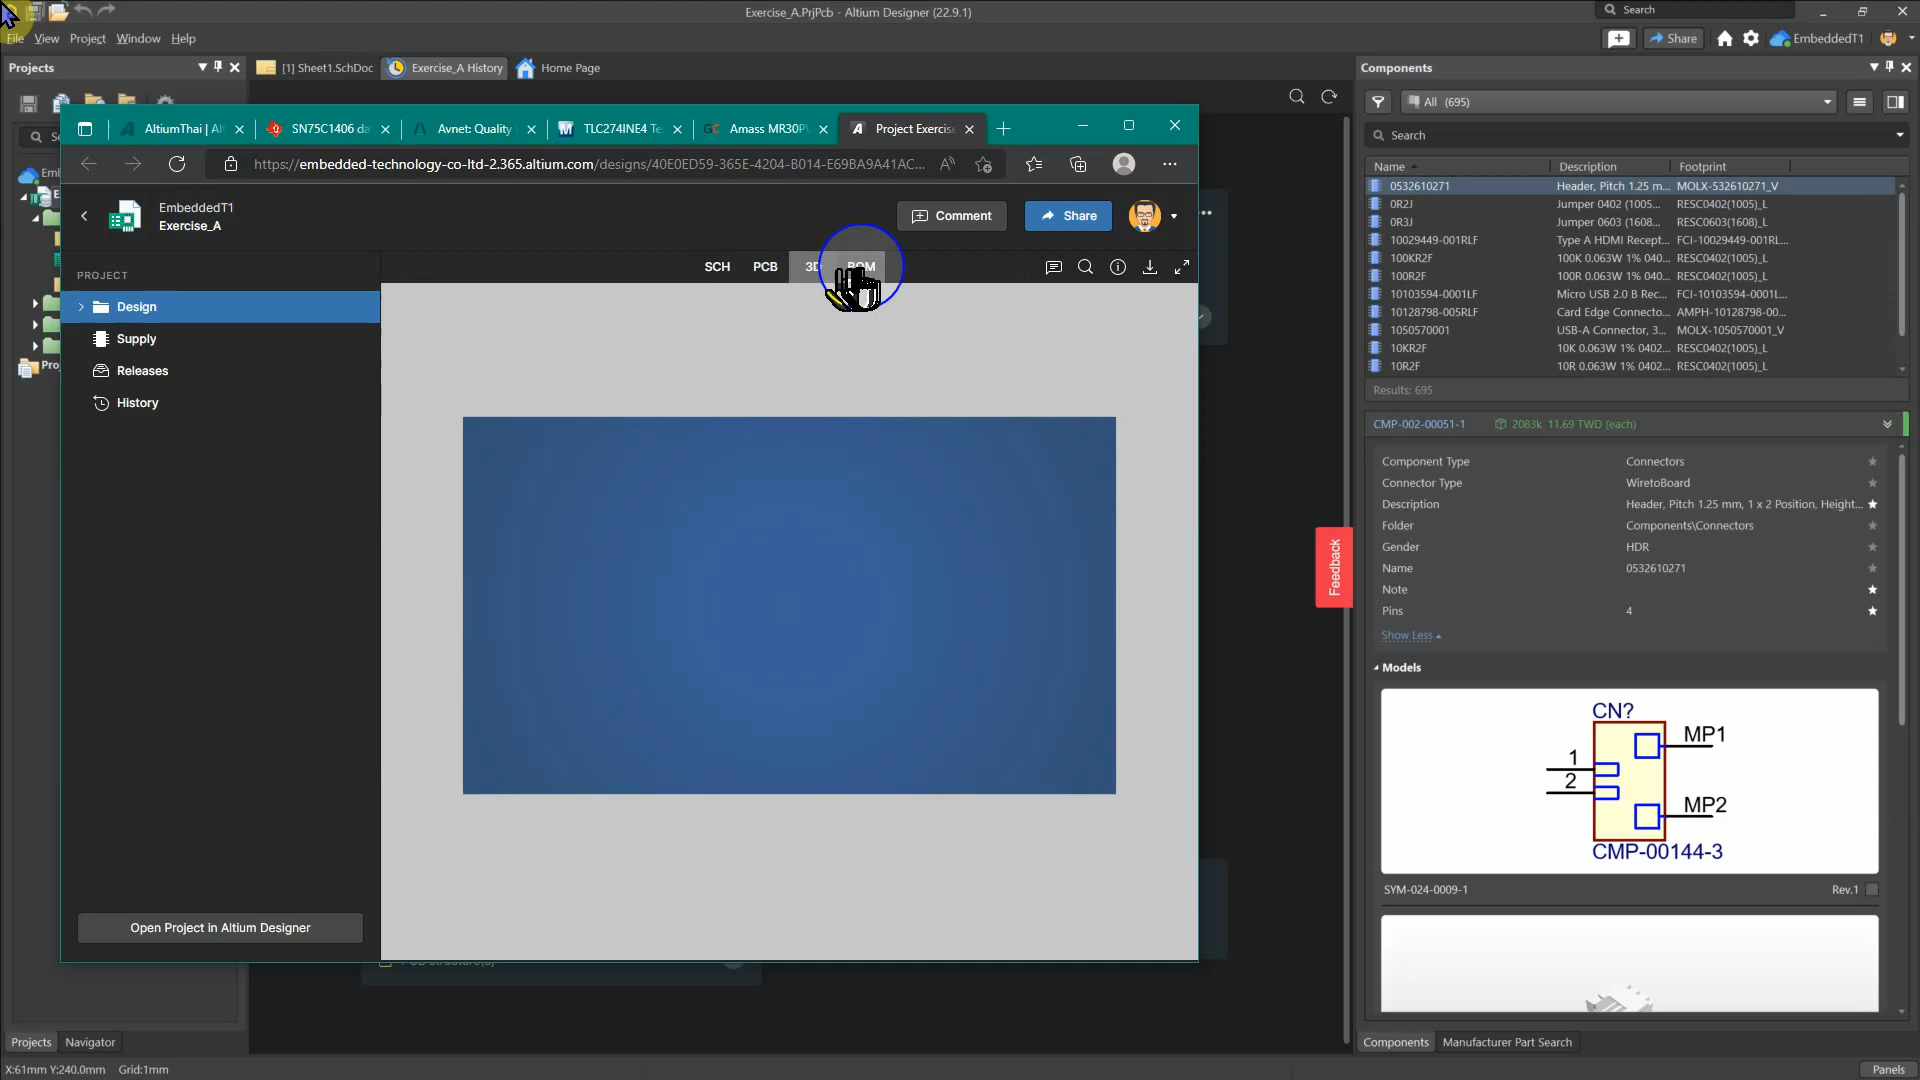 Exercise_A.PrjPcb - Altium Designer (22.9.1)
Search
File View Project Window Help
Share
EmbeddedT1
Projects
[1] Sheet1.SchDoc
Exercise_A History
Home Page
Components
All (695)
Search
Name Description Footprint
0532610271 Header, Pitch 1.25 m... MOLX-532610271_V
0R2J Jumper 0402 (1005... RESC0402(1005)_L
0R3J Jumper 0603 (1608... RESC0603(1608)_L
10029449-001RLF Type A HDMI Recept... FCI-10029449-001RL...
100KR2F 100K 0.063W 1% 0402... RESC0402(1005)_L
100R2F 100R 0.063W 1% 0402... RESC0402(1005)_L
10103594-0001LF Micro USB 2.0 B Rec... FCI-10103594-0001L...
10128798-005RLF Card Edge Connecto... AMPH-10128798-00...
1050570001 USB-A Connector, 3... MOLX-1050570001_V
10KR2F 10K 0.063W 1% 0402... RESC0402(1005)_L
10R2F 10R 0.063W 1% 0402... RESC0402(1005)_L
Results: 695
CMP-002-00051-1 2083k 11.69 TWD (each)
Component Type Connectors
Connector Type WiretoBoard
Description Header, Pitch 1.25 mm, 1 x 2 Position, Height...
Folder Components\Connectors
Gender HDR
Name 0532610271
Note
Pins 4
Show Less
Models
CN?
1
2
MP1
MP2
CMP-00144-3
SYM-024-0009-1 Rev.1
Components Manufacturer Part Search
Panels
Feedback
AltiumThai | Al
SN75C1406 da
Avnet: Quality
TLC274INE4 Te
GC Amass MR30P
Project Exercise
https://embedded-technology-co-ltd-2.365.altium.com/designs/40E0ED59-365E-4204-B014-E69BA9A41AC...
EmbeddedT1
Exercise_A
Comment
Share
SCH PCB 3D BOM
PROJECT
Design
Supply
Releases
History
Open Project in Altium Designer
Projects Navigator
X:61mm Y:240.0mm Grid:1mm